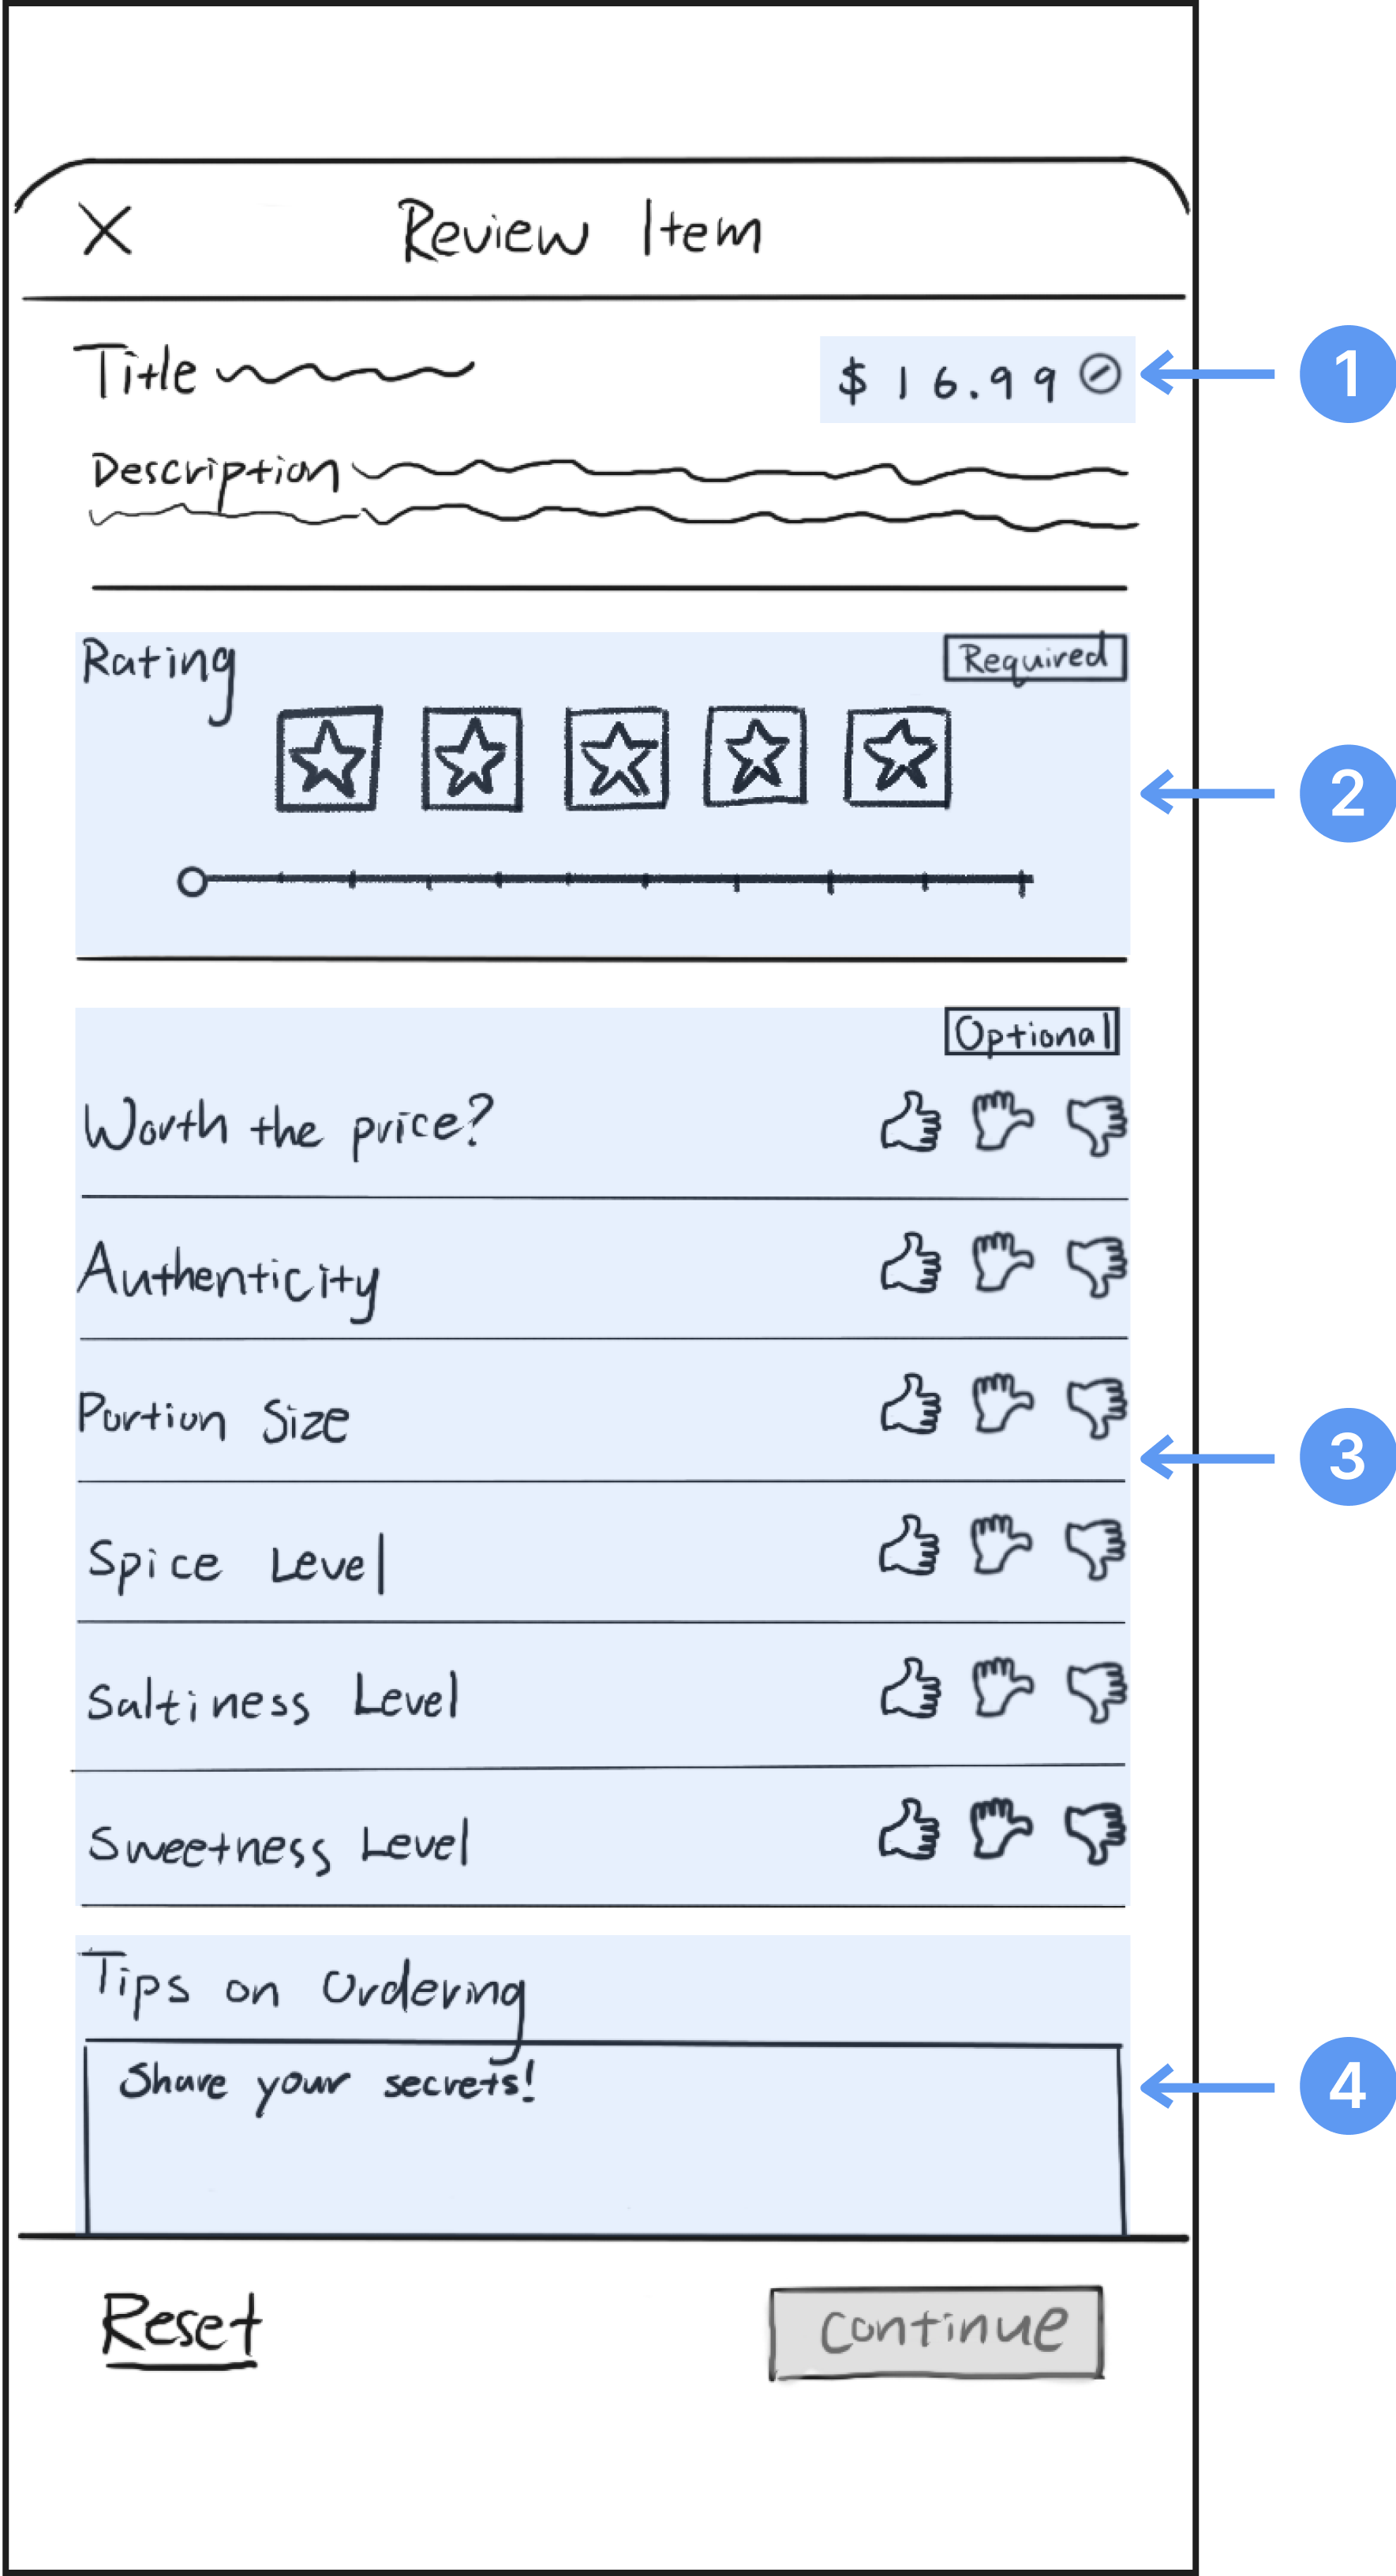 Review Item
Title
$16.99
1
Description
Rating
Required
2
Optional
Worth the price?
Authenticity
Portion Size
3
Spice Level
Saltiness Level
Sweetness Level
Tips on Ordering
Share your secrets!
4
Reset
Continue